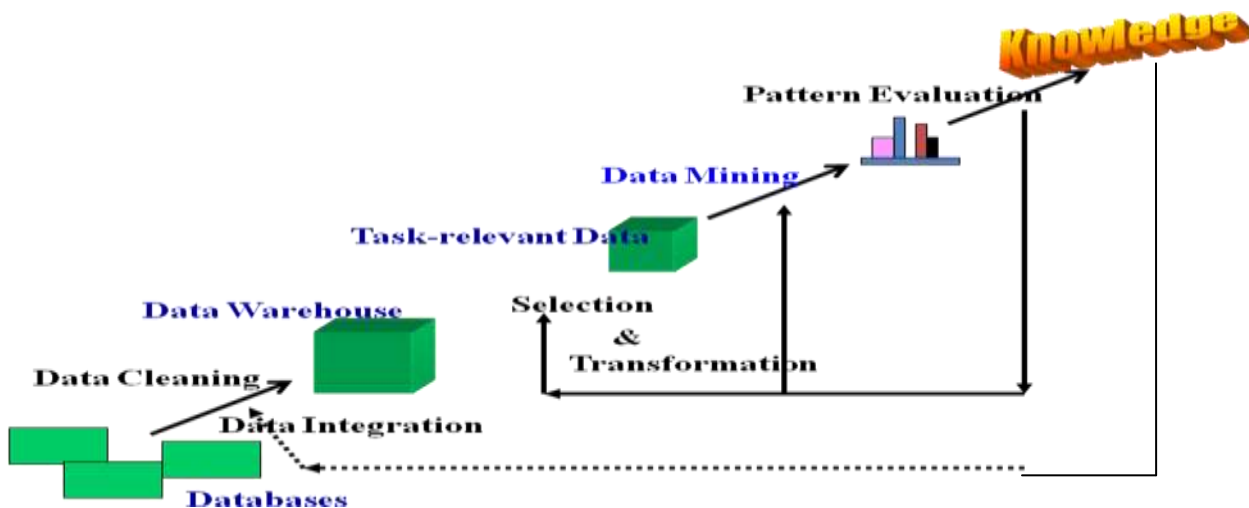 Knowledge
Pattern Evaluation
Data Mining
Task-relevant Data
Data Warehouse
Selection
&
Transformation
Data Cleaning
Data Integration
Databases